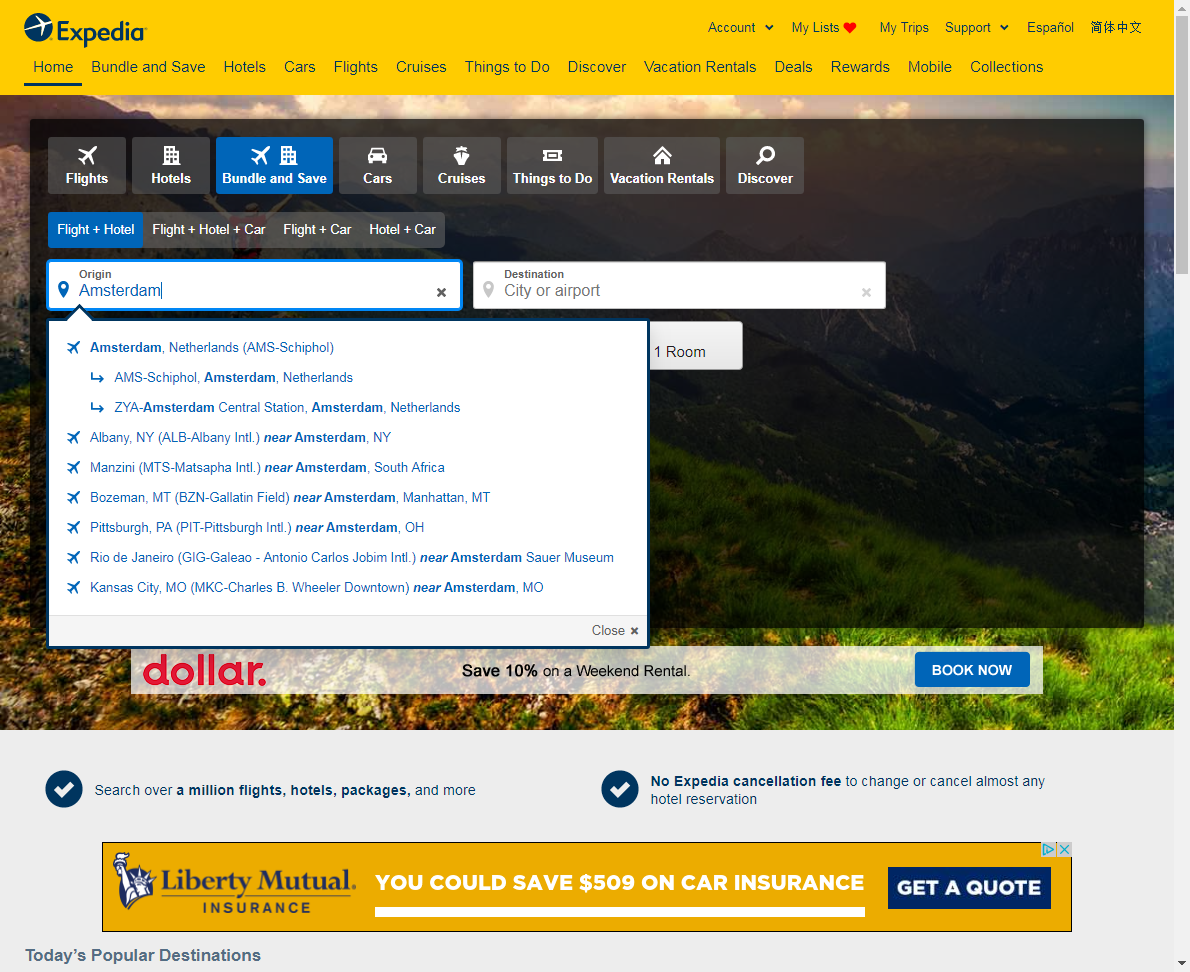 Expedia
Account
My Lists
My Trips
Support
Español
简体中文
Home
Bundle and Save
Hotels
Cars
Flights
Cruises
Things to Do
Discover
Vacation Rentals
Deals
Rewards
Mobile
Collections
Flights
Hotels
Bundle and Save
Cars
Cruises
Things to Do
Vacation Rentals
Discover
Flight + Hotel
Flight + Hotel + Car
Flight + Car
Hotel + Car
Origin
Amsterdam
Destination
City or airport
1 Room
Amsterdam, Netherlands (AMS-Schiphol)
AMS-Schiphol, Amsterdam, Netherlands
ZYA-Amsterdam Central Station, Amsterdam, Netherlands
Albany, NY (ALB-Albany Intl.) near Amsterdam, NY
Manzini (MTS-Matsapha Intl.) near Amsterdam, South Africa
Bozeman, MT (BZN-Gallatin Field) near Amsterdam, Manhattan, MT
Pittsburgh, PA (PIT-Pittsburgh Intl.) near Amsterdam, OH
Rio de Janeiro (GIG-Galeao - Antonio Carlos Jobim Intl.) near Amsterdam Sauer Museum
Kansas City, MO (MKC-Charles B. Wheeler Downtown) near Amsterdam, MO
Close
dollar.
Save 10% on a Weekend Rental.
BOOK NOW
Search over a million flights, hotels, packages, and more
No Expedia cancellation fee to change or cancel almost any
hotel reservation
Liberty Mutual.
INSURANCE
YOU COULD SAVE $509 ON CAR INSURANCE
GET A QUOTE
Today's Popular Destinations